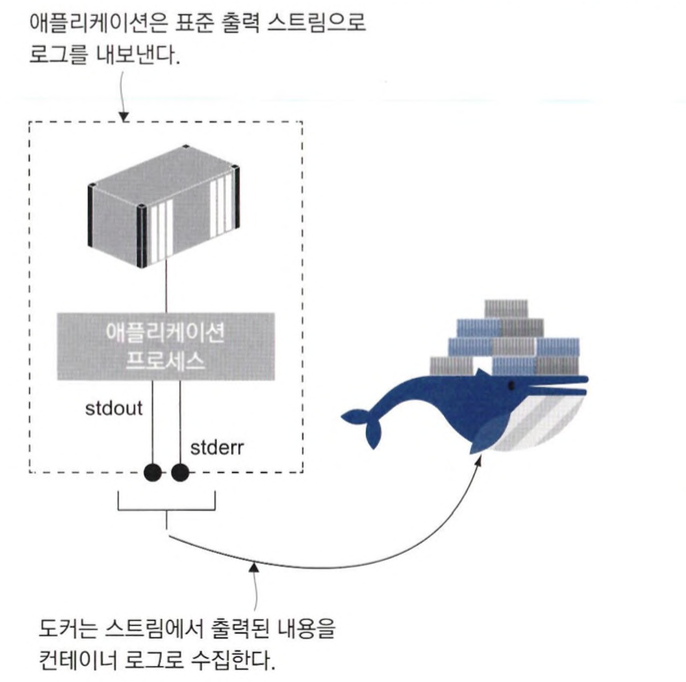 애플리케이션은 표준 출력 스트림으로
로그를 내보낸다.
애플리케이션
프로세스
stdout
stderr
도커는 스트림에서 출력된 내용을
컨테이너 로그로 수집한다.